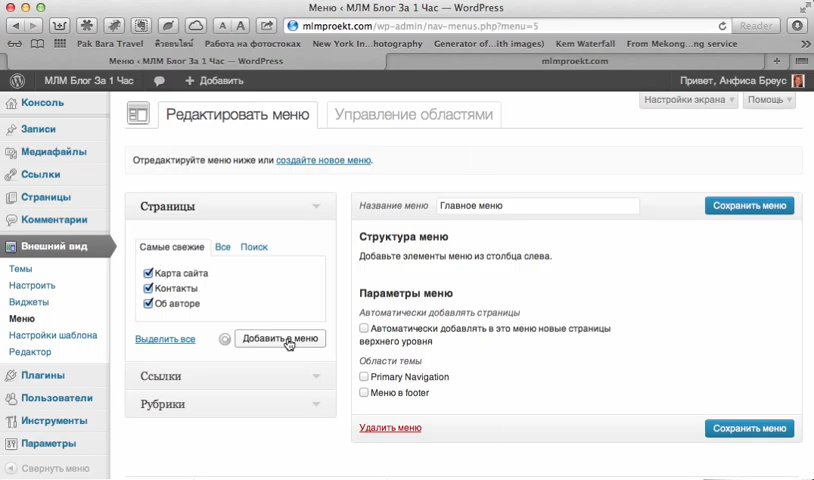 Меню ‹ МЛМ Блог За 1 Час — WordPress
mlmproekt.com/wp-admin/nav-menus.php?menu=5
Reader
Pak Bara Travel
Работа на фотостоках
New York In...hotography
Generator of...ith images)
Kem Waterfall
From Mekong...ng service
Меню ‹ МЛМ Блог За 1 Час — WordPress
mlmproekt.com
МЛМ Блог За 1 Час
Добавить
Привет, Анфиса Бреус
Консоль
Записи
Медиафайлы
Ссылки
Страницы
Комментарии
Внешний вид
Темы
Настроить
Виджеты
Меню
Настройки шаблона
Редактор
Плагины
Пользователи
Инструменты
Параметры
Свернуть меню
Настройки экрана
Помощь
Редактировать меню
Управление областями
Отредактируйте меню ниже или создайте новое меню.
Страницы
Самые свежие
Все
Поиск
Карта сайта
Контакты
Об авторе
Выделить все
Добавить в меню
Ссылки
Рубрики
Название меню
Главное меню
Сохранить меню
Структура меню
Добавьте элементы меню из столбца слева.
Параметры меню
Автоматически добавлять страницы
Автоматически добавлять в это меню новые страницы
верхнего уровня
Области темы
Primary Navigation
Меню в footer
Удалить меню
Сохранить меню